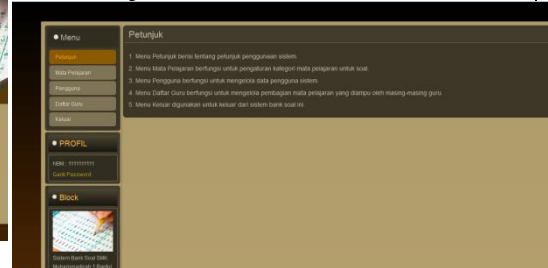 Menu
Petunjuk
Mata Pelajaran
Pengguna
Daftar Guru
Keluar
PROFIL
NBM : 1111111111
Ganti Password
Block
Sistem Bank Soal SMK
Muhammadiyah 1 Bantul
Petunjuk
1. Menu Petunjuk berisi tentang petunjuk penggunaan sistem.
2. Menu Mata Pelajaran berfungsi untuk pengaturan kategori mata pelajaran untuk soal.
3. Menu Pengguna berfungsi untuk mengelola data pengguna sistem.
4. Menu Daftar Guru berfungsi untuk mengelola pembagian mata pelajaran yang diampu oleh masing-masing guru.
5. Menu Keluar digunakan untuk keluar dari sistem bank soal ini.